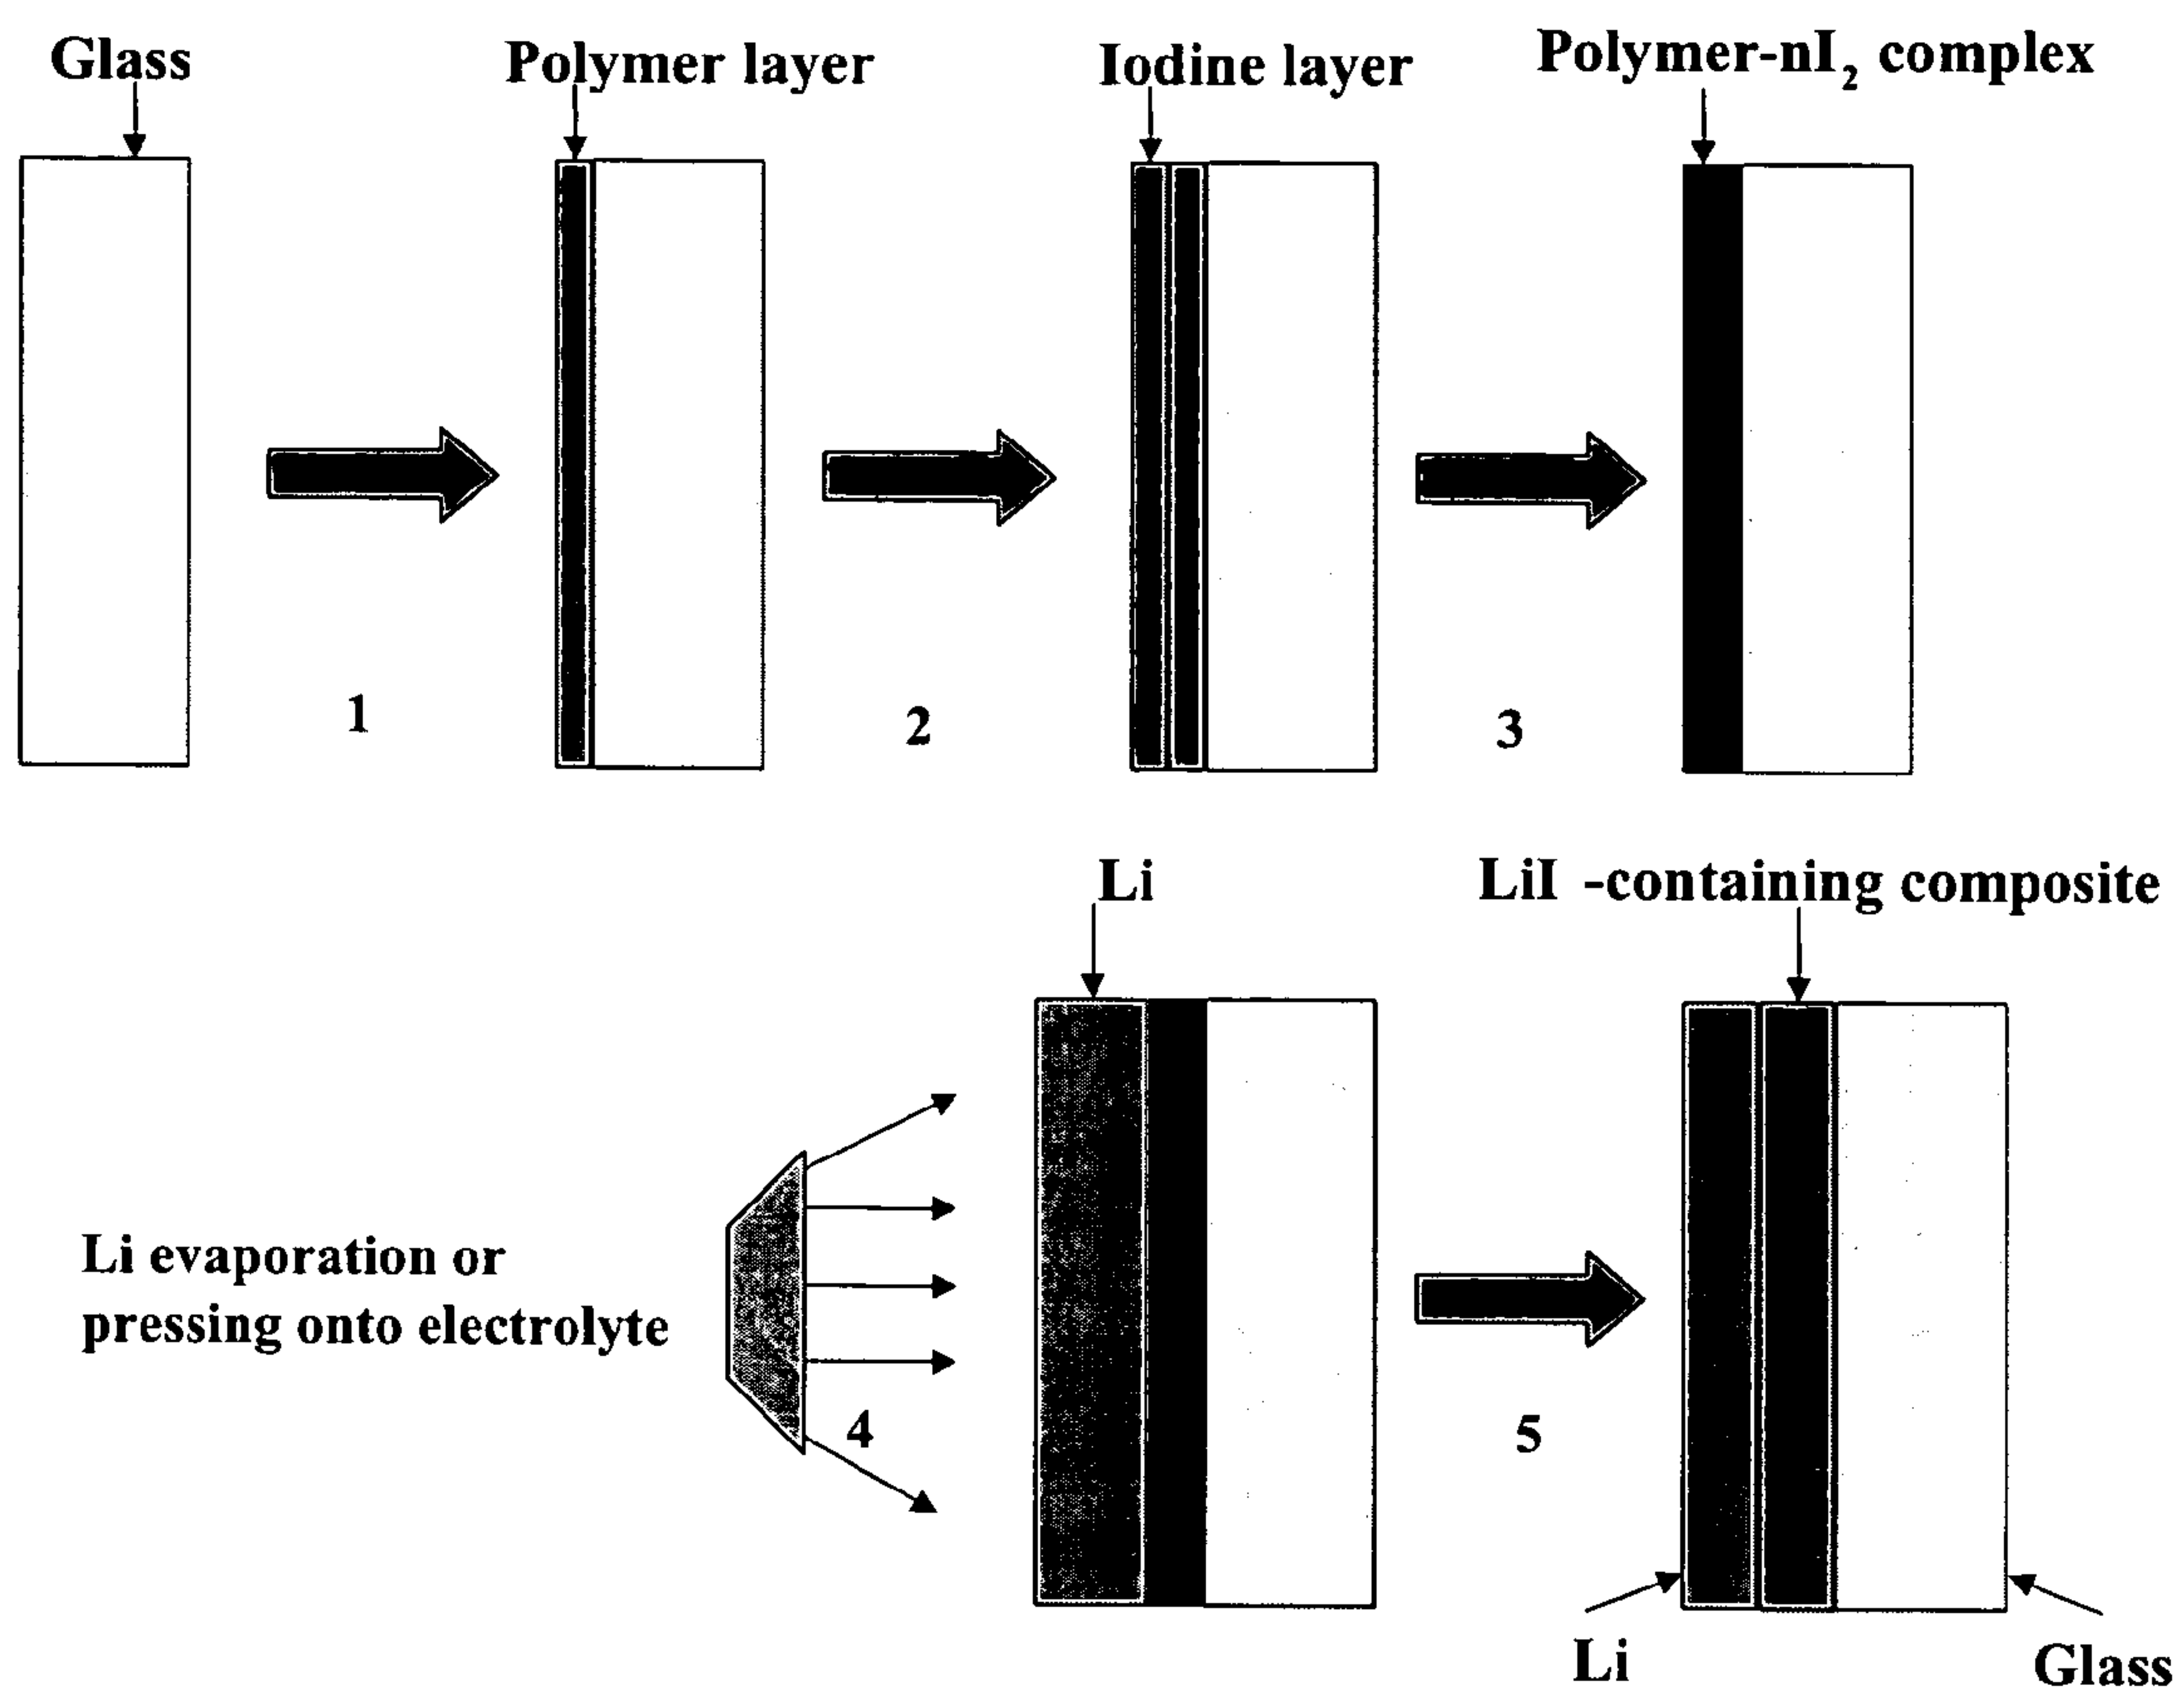 Glass
Polymer layer
Iodine layer
Polymer-nI₂ complex
1
2
3
Li
LiI -containing composite
Li evaporation or
pressing onto electrolyte
4
5
Li
Glass